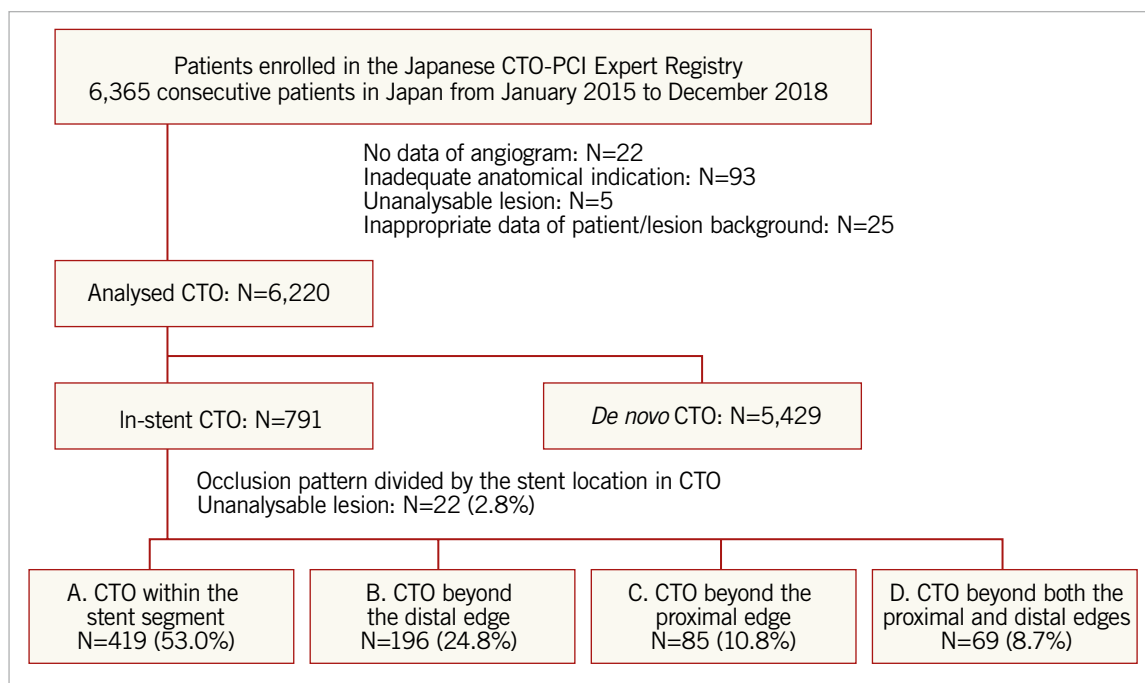 Patients enrolled in the Japanese CTO-PCI Expert Registry
6,365 consecutive patients in Japan from January 2015 to December 2018
No data of angiogram: N=22
Inadequate anatomical indication: N=93
Unanalysable lesion: N=5
Inappropriate data of patient/lesion background: N=25
Analysed CTO: N=6,220
In-stent CTO: N=791
De novo CTO: N=5,429
Occlusion pattern divided by the stent location in CTO
Unanalysable lesion: N=22 (2.8%)
A. CTO within the
stent segment
N=419 (53.0%)
B. CTO beyond
the distal edge
N=196 (24.8%)
C. CTO beyond the
proximal edge
N=85 (10.8%)
D. CTO beyond both the
proximal and distal edges
N=69 (8.7%)